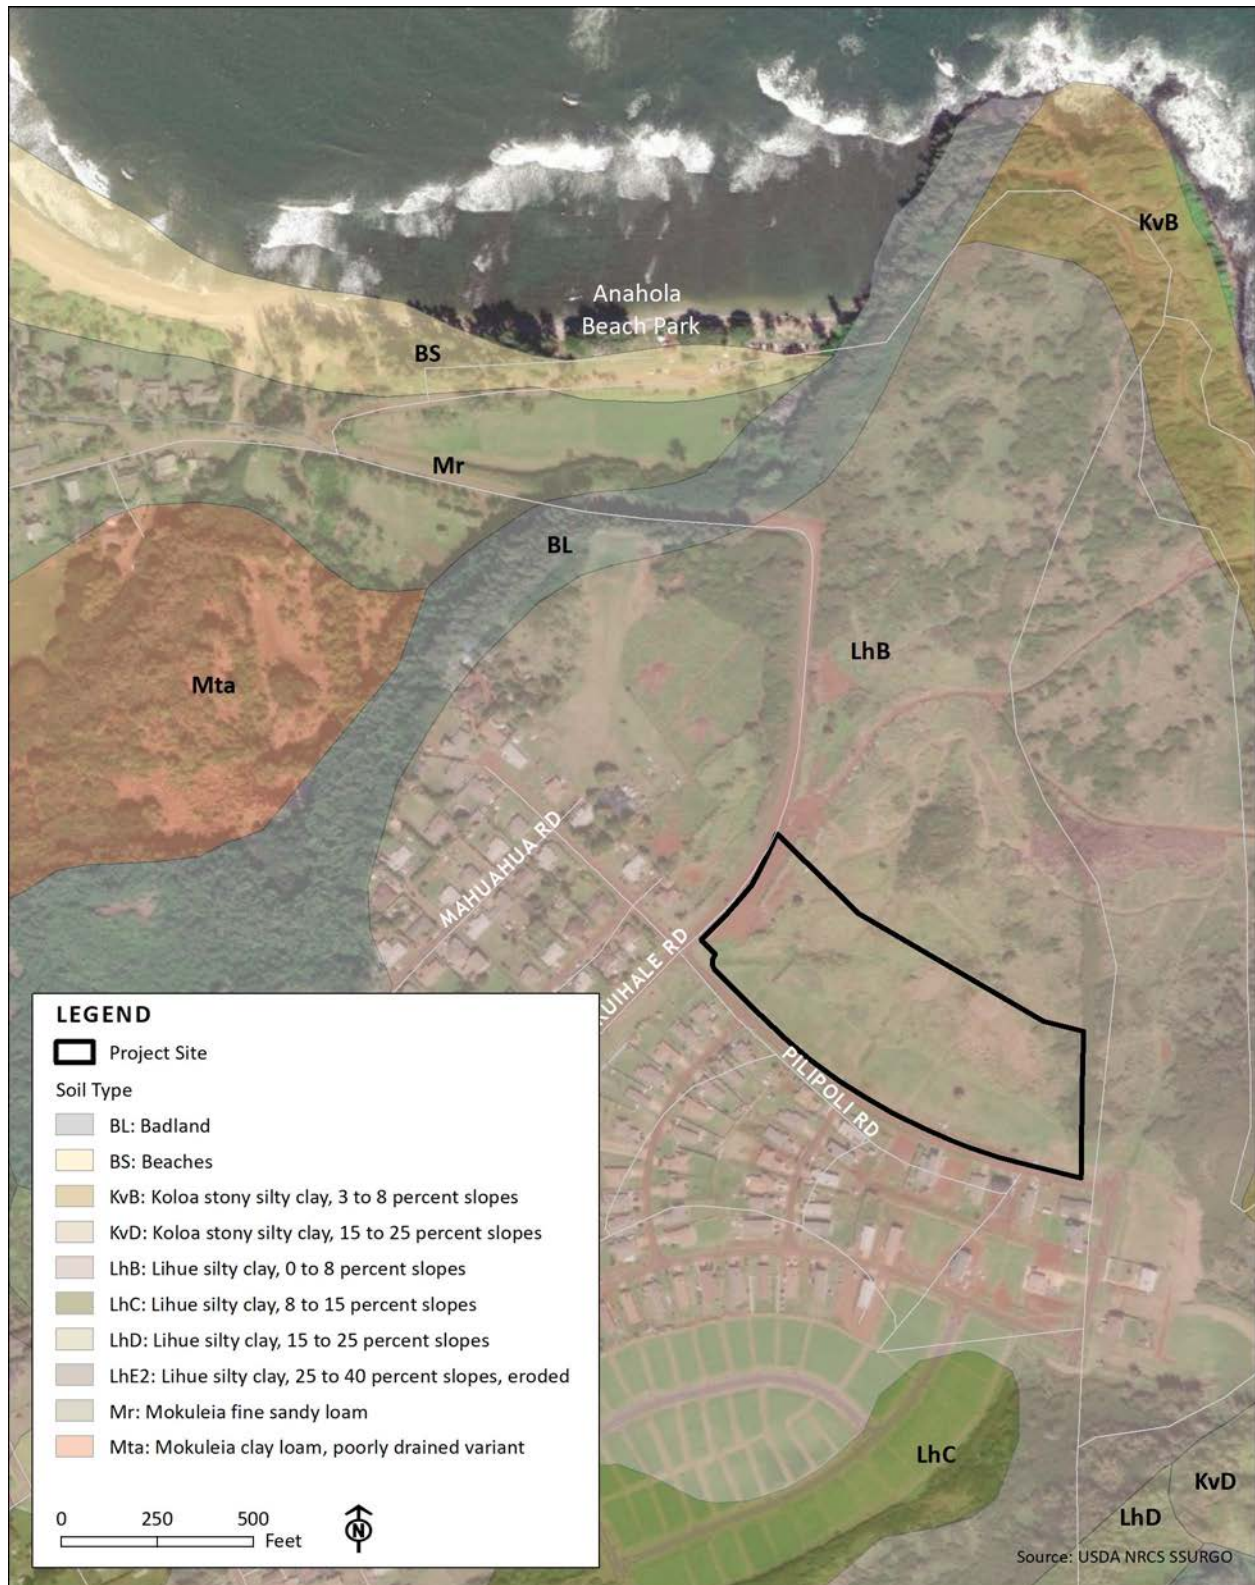 Anahola
Beach Park
KvB
BS
Mr
BL
LhB
Mta
MAHUAHUA RD
KUIHALE RD
PILIPOLI RD
LhC
KvD
LhD
LEGEND
Project Site
Soil Type
BL: Badland
BS: Beaches
KvB: Koloa stony silty clay, 3 to 8 percent slopes
KvD: Koloa stony silty clay, 15 to 25 percent slopes
LhB: Lihue silty clay, 0 to 8 percent slopes
LhC: Lihue silty clay, 8 to 15 percent slopes
LhD: Lihue silty clay, 15 to 25 percent slopes
LhE2: Lihue silty clay, 25 to 40 percent slopes, eroded
Mr: Mokuleia fine sandy loam
Mta: Mokuleia clay loam, poorly drained variant
0 250 500
Feet
N
Source: USDA NRCS SSURGO